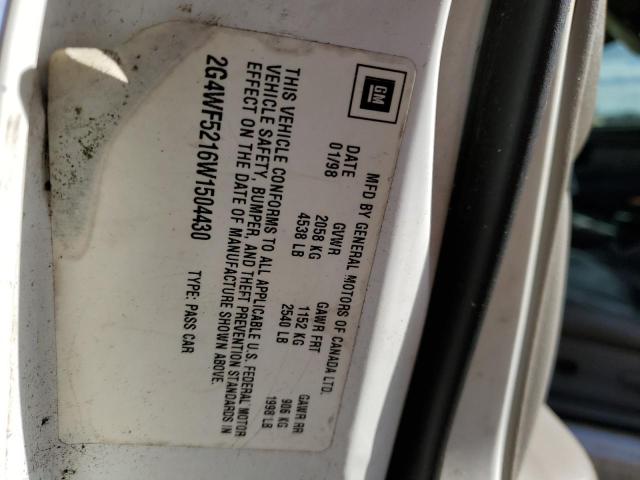 GM
MFD BY GENERAL MOTORS OF CANADA LTD.
DATE GVWR GAWR FRT GAWR RR
01/98 2058 KG 1152 KG 906 KG
4538 LB 2540 LB 1998 LB
THIS VEHICLE CONFORMS TO ALL APPLICABLE U.S. FEDERAL MOTOR
VEHICLE SAFETY, BUMPER, AND THEFT PREVENTION STANDARDS IN
EFFECT ON THE DATE OF MANUFACTURE SHOWN ABOVE.
2G4WF5216W1504430 TYPE: PASS CAR